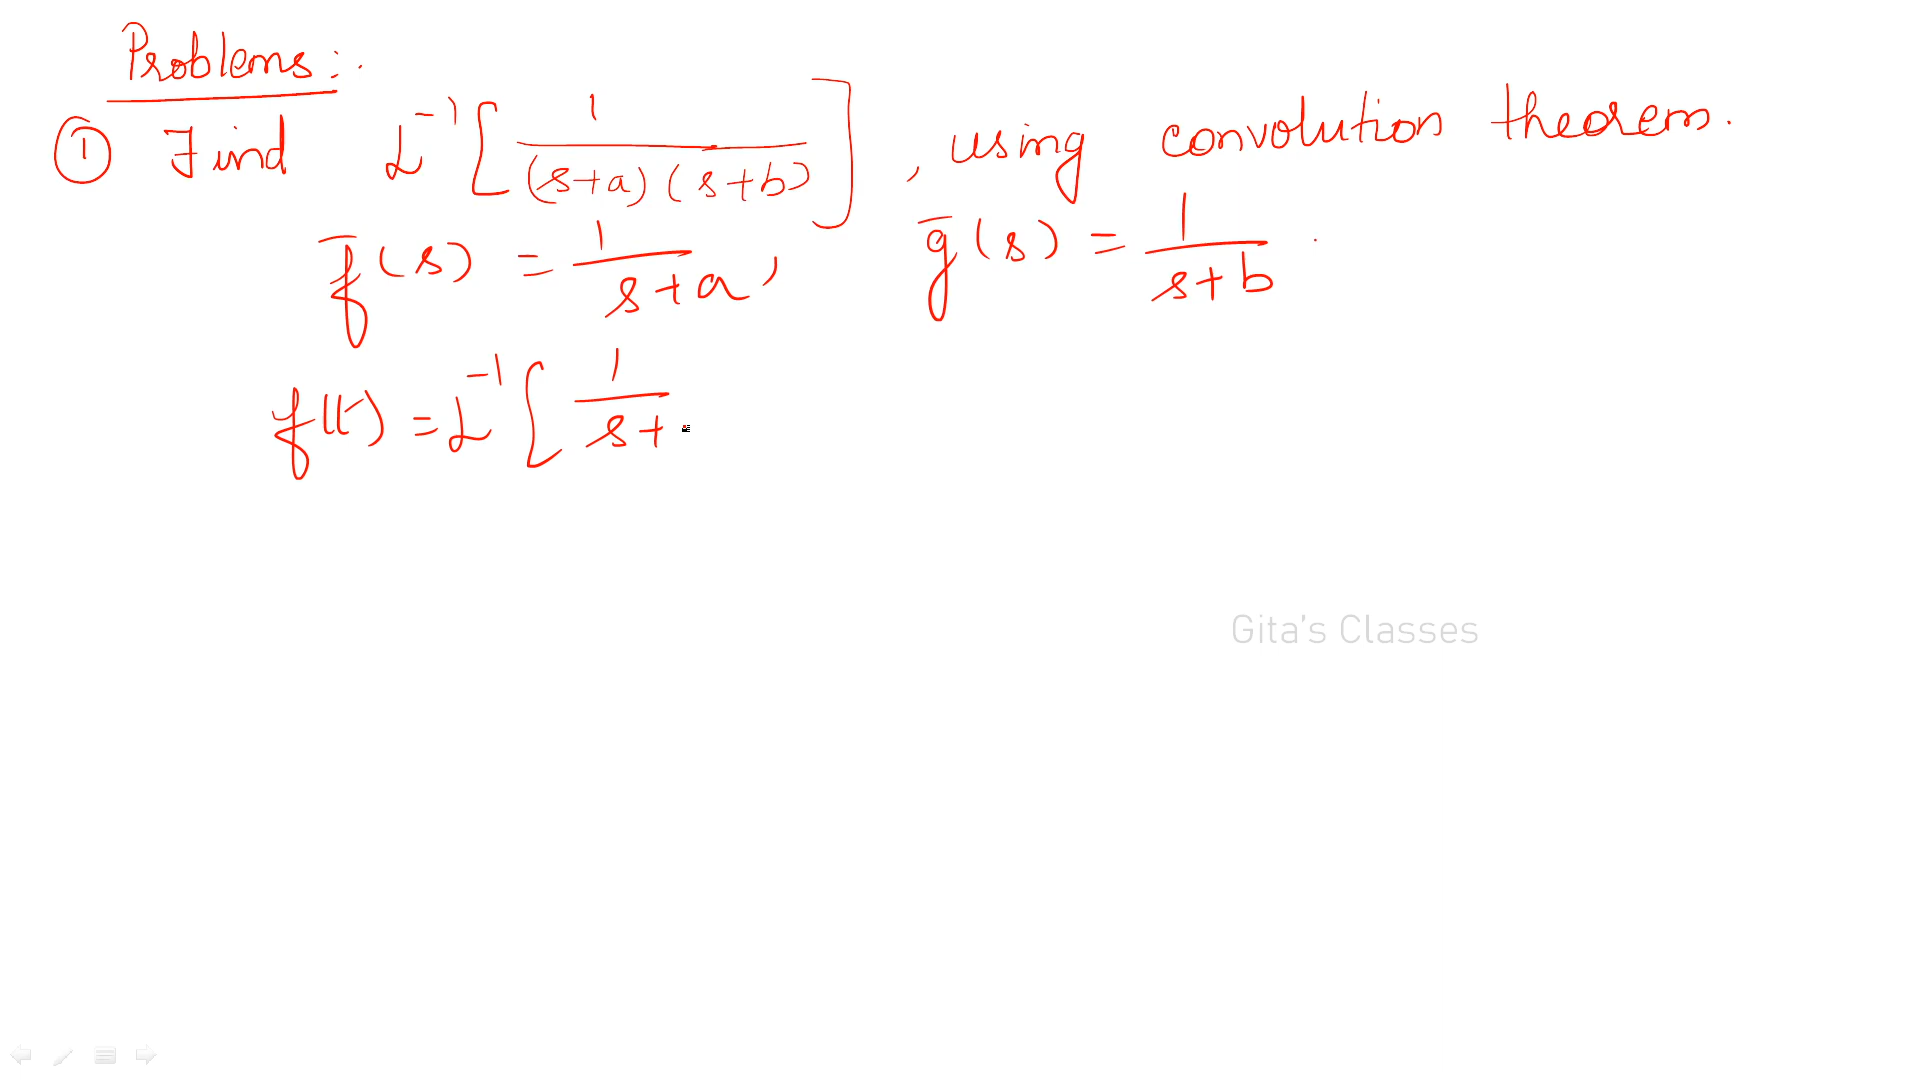 Problems:.
① Find L⁻¹[1/((s+a)(s+b))], using convolution theorem.
f̅(s) = 1/(s+a), g̅(s) = 1/(s+b).
f(t) = L⁻¹[1/(s+
Gita's Classes